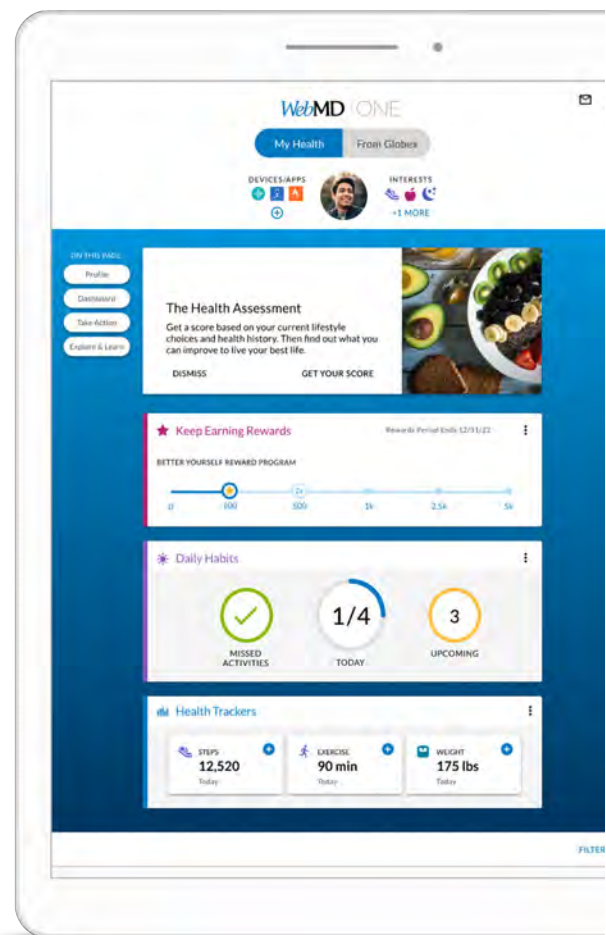 WebMD ONE
My Health From Globex
DEVICES/APPS
INTERESTS
+1 MORE
ON THIS PAGE
Profile
Dashboard
Take Action
Explore & Learn
The Health Assessment
Get a score based on your current lifestyle
choices and health history. Then find out what you
can improve to live your best life.
DISMISS GET YOUR SCORE
Keep Earning Rewards Rewards Period Ends 12/31/22
BETTER YOURSELF REWARD PROGRAM
2x
0 100 500 1k 2.5k 5k
Daily Habits
1/4 3
MISSED
ACTIVITIES
TODAY
UPCOMING
Health Trackers
STEPS
12,520
Today
EXERCISE
90 min
Today
WEIGHT
175 lbs
Today
FILTER